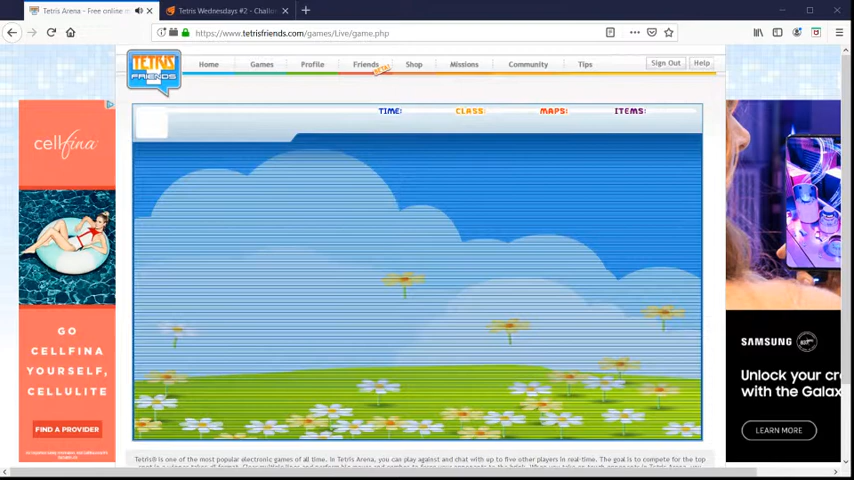 Tetris Arena - Free online m
Tetris Wednesdays #2 - Challon
https://www.tetrisfriends.com/games/Live/game.php
TETRIS
FRIENDS
Home
Games
Profile
Friends
BETA!
Shop
Missions
Community
Tips
Sign Out
Help
TIME:
CLASS:
MAPS:
ITEMS:
cellfina
GO
CELLFINA
YOURSELF,
CELLULITE
FIND A PROVIDER
SAMSUNG
Unlock your cre
with the Galax
LEARN MORE
Tetris® is one of the most popular electronic games of all time. In Tetris Arena, you can play against and chat with up to five other players in real-time. The goal is to compete for the top